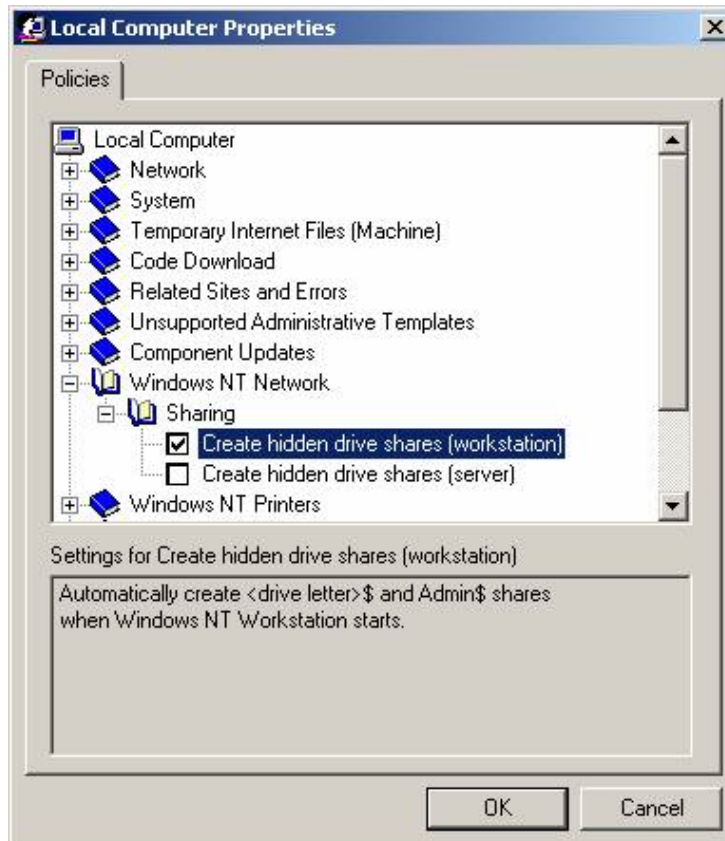 Local Computer Properties
Policies
Local Computer
Network
System
Temporary Internet Files (Machine)
Code Download
Related Sites and Errors
Unsupported Administrative Templates
Component Updates
Windows NT Network
Sharing
Create hidden drive shares (workstation)
Create hidden drive shares (server)
Windows NT Printers
Settings for Create hidden drive shares (workstation)
Automatically create <drive letter>$ and Admin$ shares
when Windows NT Workstation starts.
OK Cancel